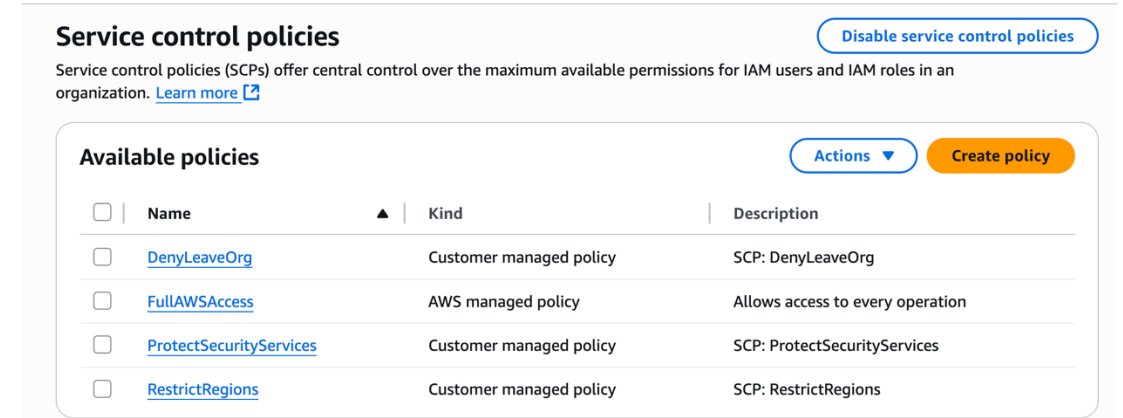 Service control policies
Disable service control policies
Service control policies (SCPs) offer central control over the maximum available permissions for IAM users and IAM roles in an
organization. Learn more
Available policies
Actions
Create policy
Name Kind Description
DenyLeaveOrg Customer managed policy SCP: DenyLeaveOrg
FullAWSAccess AWS managed policy Allows access to every operation
ProtectSecurityServices Customer managed policy SCP: ProtectSecurityServices
RestrictRegions Customer managed policy SCP: RestrictRegions